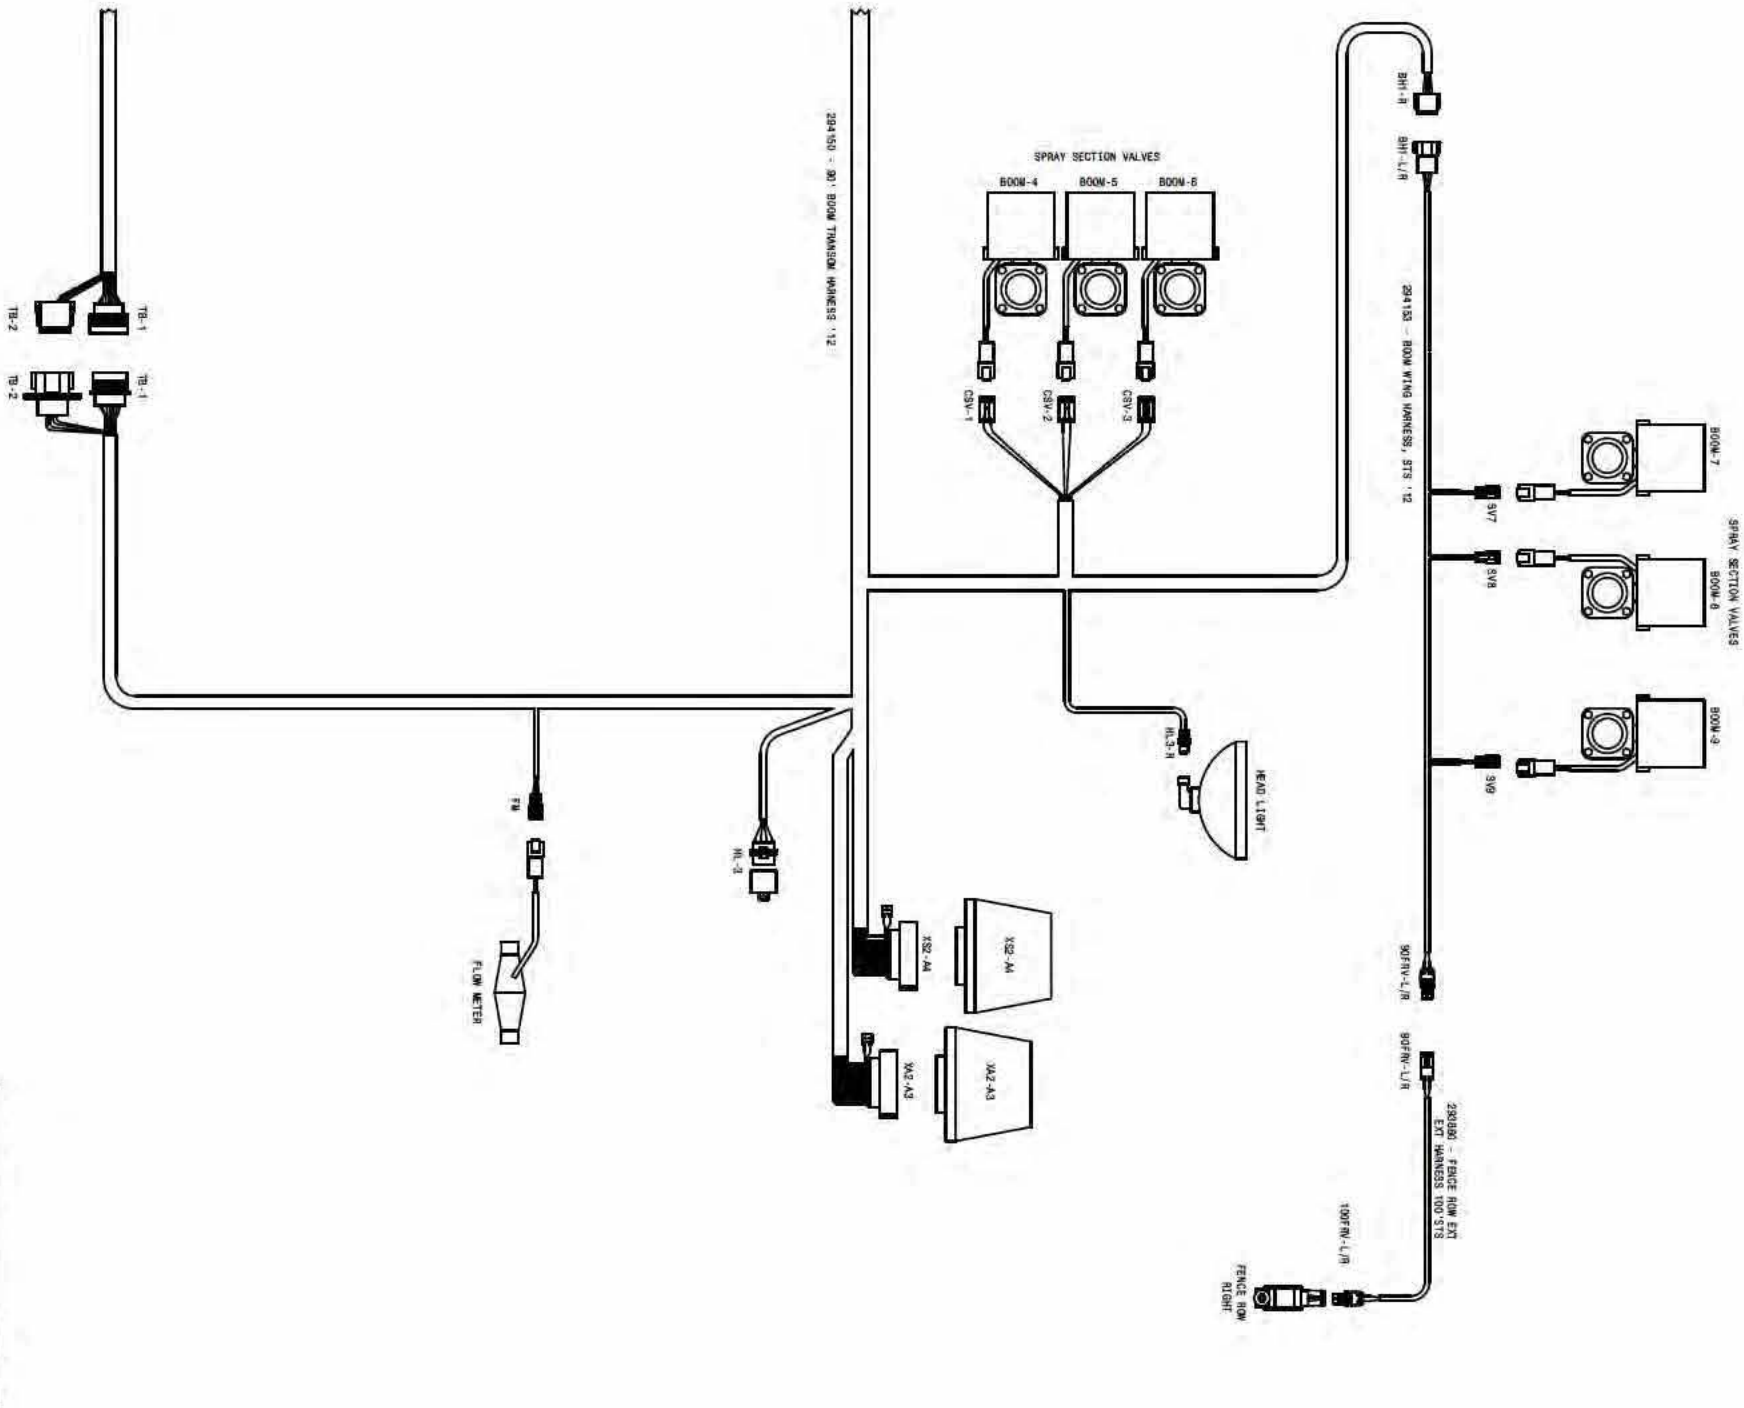 BH1-R
BH1-L/R
SPRAY SECTION VALVES
BOOM-4
BOOM-5
BOOM-6
294150 - 90' BOOM TRANSOM HARNESS '12
CSV-1
CSV-2
CSV-3
294153 - BOOM WING HARNESS, STS '12
BOOM-7
SPRAY SECTION VALVES
BOOM-8
BOOM-9
SV7
SV8
SV9
TB-1
TB-2
TB-1
TB-2
HL3-R
HEAD LIGHT
FM
HL-3
FLOW METER
XS2-A4
XS2-A4
XA2-A3
XA2-A3
90FRV-L/R
90FRV-L/R
FENCE ROW EXT
EXT HARNESS 100'STS
100FRV-L/R
FENCE ROW
RIGHT